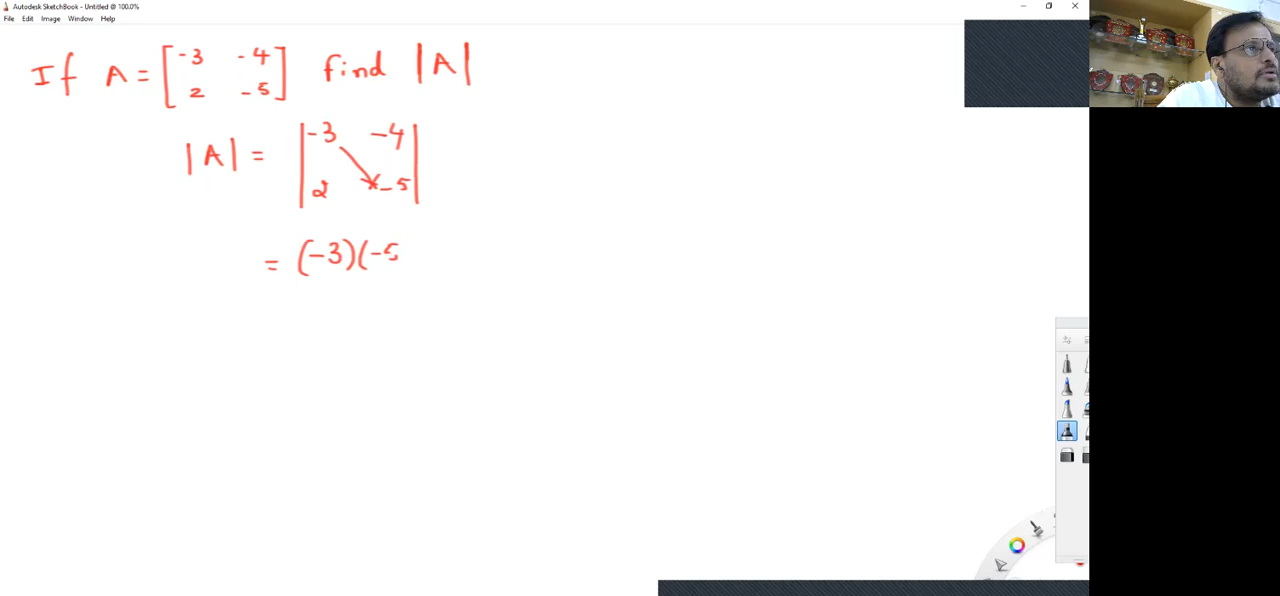 Autodesk SketchBook - Untitled @ 100.0%
File Edit Image Window Help
If A = [-3 -4] find |A|
[2 -5]
|A| = |-3 -4|
|2 -5|
= (-3)(-5